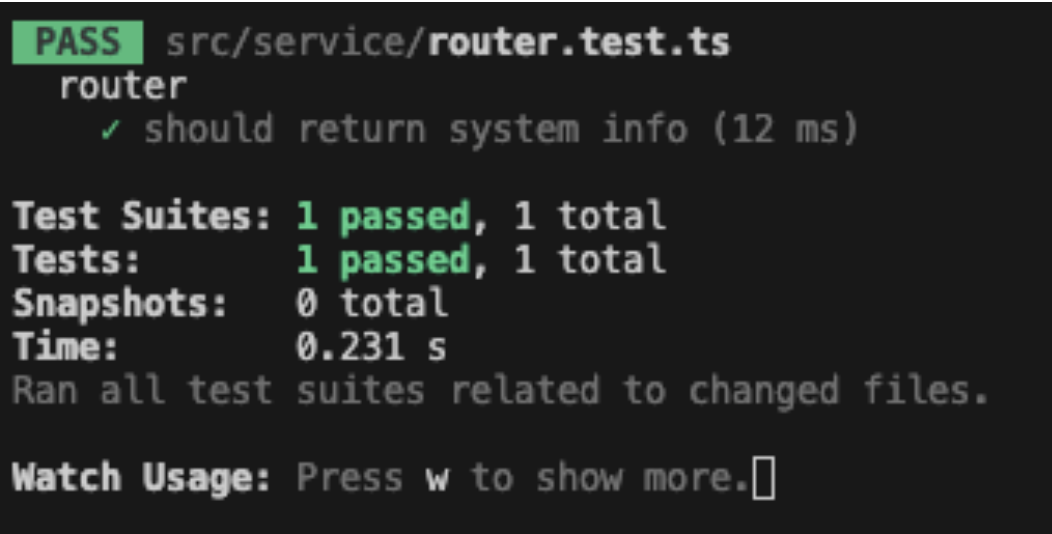 PASS src/service/router.test.ts
router
✓ should return system info (12 ms)
Test Suites: 1 passed, 1 total
Tests: 1 passed, 1 total
Snapshots: 0 total
Time: 0.231 s
Ran all test suites related to changed files.
Watch Usage: Press w to show more.